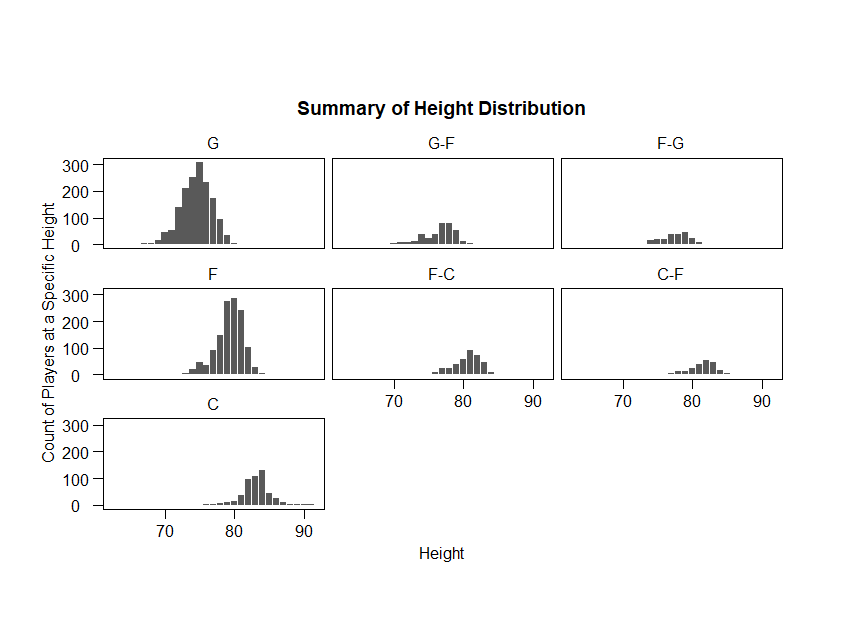 Summary of Height Distribution
G G-F F-G
300
200
100
0
F F-C C-F
300
200
100
0
70 80 90 70 80 90
C
300
200
100
0
70 80 90
Height
Count of Players at a Specific Height